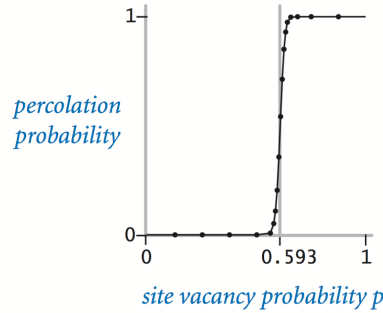 1
percolation
probability
0
0 0.593 1
site vacancy probability p